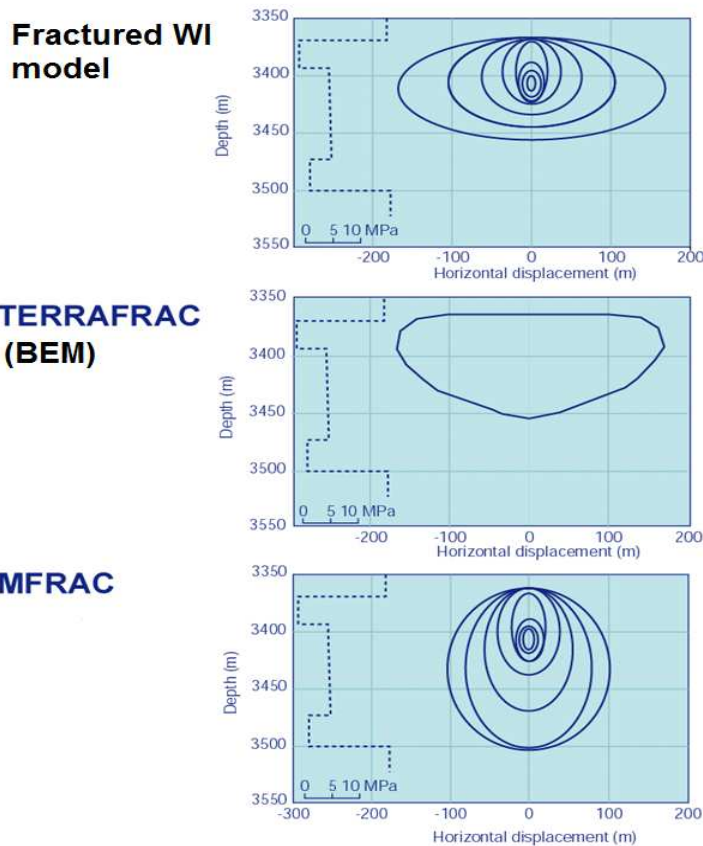 Fractured WI
model
3350
3400
3450
3500
3550
Depth (m)
0 5 10 MPa
-200 -100 0 100 200
Horizontal displacement (m)
TERRAFRAC
(BEM)
3350
3400
3450
3500
3550
Depth (m)
0 5 10 MPa
-200 -100 0 100 200
Horizontal displacement (m)
MFRAC
3350
3400
3450
3500
3550
Depth (m)
0 5 10 MPa
-300 -200 -100 0 100 200
Horizontal displacement (m)